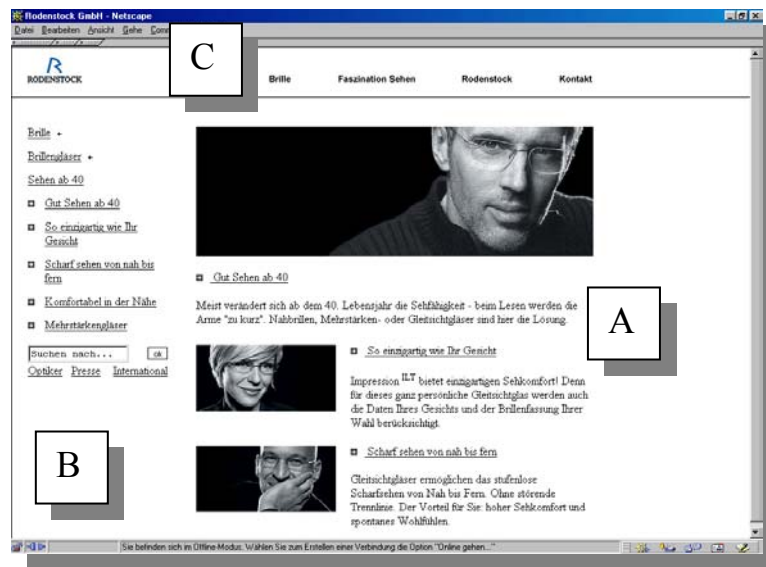 Rodenstock GmbH - Netscape
Datei Bearbeiten Ansicht Gehe
C
RODENSTOCK
Brille Faszination Sehen Rodenstock Kontakt
Brille
Brillengläser
Sehen ab 40
Gut Sehen ab 40
So einzigartig wie Ihr
Gesicht
Scharf sehen von nah bis
fern
Komfortabel in der Nähe
Mehrstärkengläser
Suchen nach... ok
Optiker Presse International
Gut Sehen ab 40
Meist verändert sich ab dem 40. Lebensjahr die Sehfähigkeit - beim Lesen werden die
Arme "zu kurz". Nahbrillen, Mehrstärken- oder Gleitsichtgläser sind hier die Lösung.
A
So einzigartig wie Ihr Gesicht
Impression ILT bietet einzigartigen Sehkomfort! Denn
für dieses ganz persönliche Gleitsichtglas werden auch
die Daten Ihres Gesichts und der Brillenfassung Ihrer
Wahl berücksichtigt.
B
Scharf sehen von nah bis fern
Gleitsichtgläser ermöglichen das stufenlose
Scharfsehen von Nah bis Fern. Ohne störende
Trennlinie. Der Vorteil für Sie: hoher Sehkomfort und
spontanes Wohlfühlen.
Sie befinden sich im Offline-Modus. Wählen Sie zum Erstellen einer Verbindung die Option "Online gehen..."